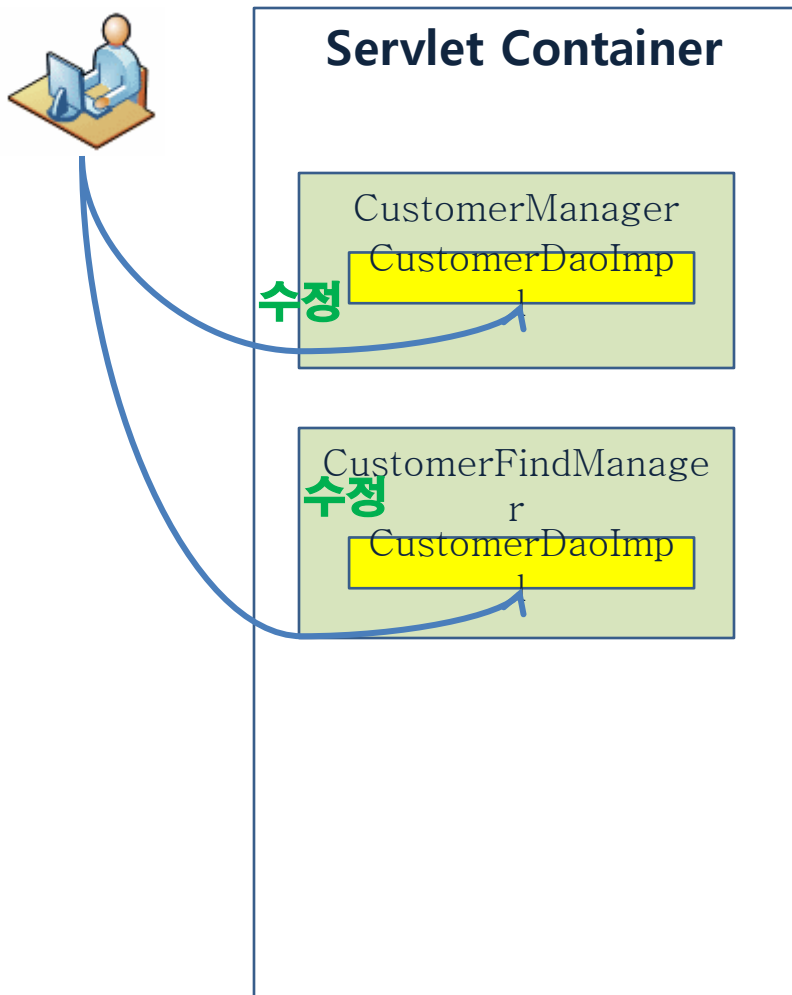 Servlet Container
CustomerManager
CustomerDaoImp
l
수정
CustomerFindManage
r
수정
CustomerDaoImp
l